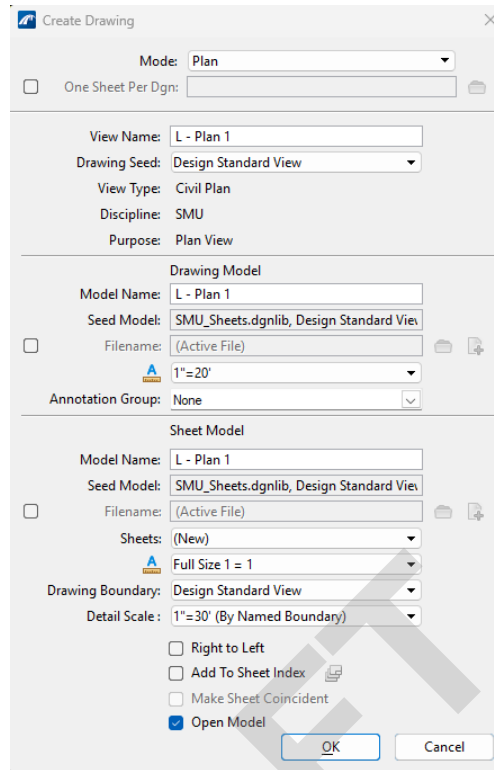 Create Drawing
Mode: Plan
One Sheet Per Dgn:
View Name: L - Plan 1
Drawing Seed: Design Standard View
View Type: Civil Plan
Discipline: SMU
Purpose: Plan View
Drawing Model
Model Name: L - Plan 1
Seed Model: SMU_Sheets.dgnlib, Design Standard Viev
Filename: (Active File)
A 1"=20'
Annotation Group: None
Sheet Model
Model Name: L - Plan 1
Seed Model: SMU_Sheets.dgnlib, Design Standard Viev
Filename: (Active File)
Sheets: (New)
A Full Size 1 = 1
Drawing Boundary: Design Standard View
Detail Scale : 1"=30' (By Named Boundary)
Right to Left
Add To Sheet Index
Make Sheet Coincident
Open Model
OK Cancel